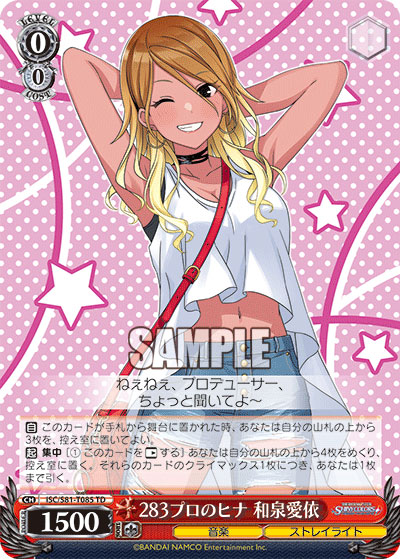 LEVEL
0
0
COST
SAMPLE
ねぇねぇ、プロデューサー、
ちょっと聞いてよ～
自 このカードが手札から舞台に置かれた時、あなたは自分の山札の上から
3枚を、控え室に置いてよい。
起 集中 [① このカードを控え室に置く] あなたは自分の山札の上から4枚をめくり、
控え室に置く。それらのカードのクライマックス1枚につき、あなたは1枚
まで引く。
ISC/S81-T085 TD
283プロのヒナ 和泉愛依
SHINY COLORS
POWER
1500
音楽
ストレイライト
©BANDAI NAMCO Entertainment Inc.